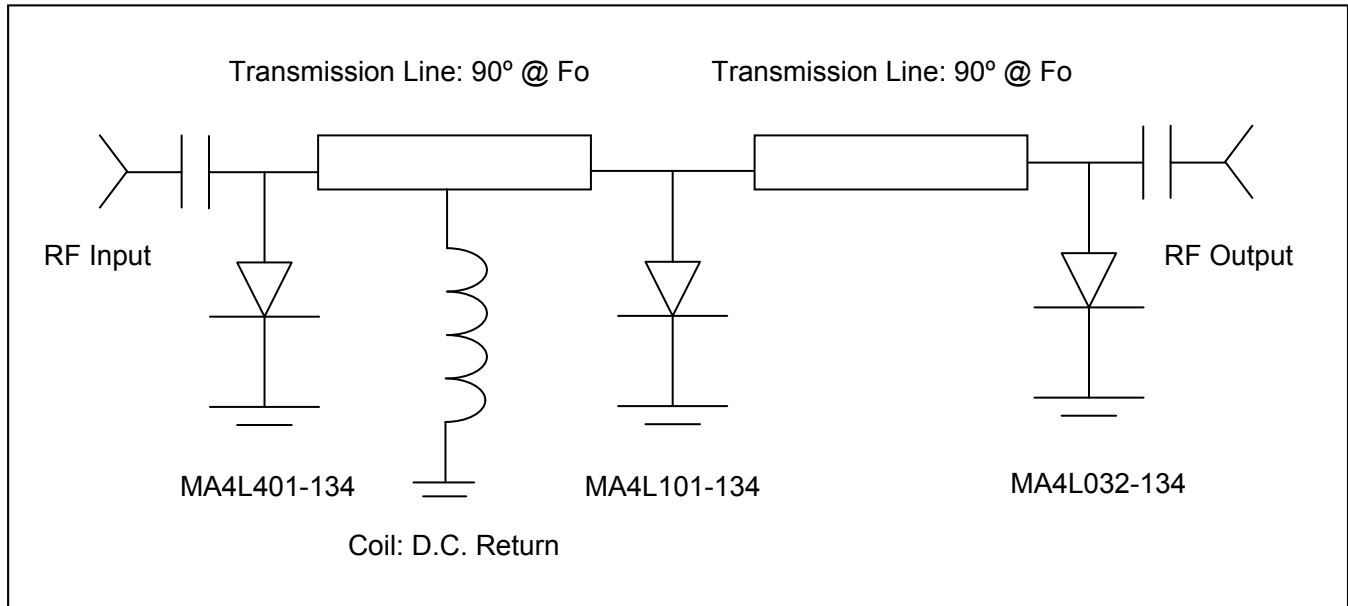 Transmission Line: 90º @ Fo
Transmission Line: 90º @ Fo
RF Input
RF Output
MA4L401-134
MA4L101-134
MA4L032-134
Coil: D.C. Return